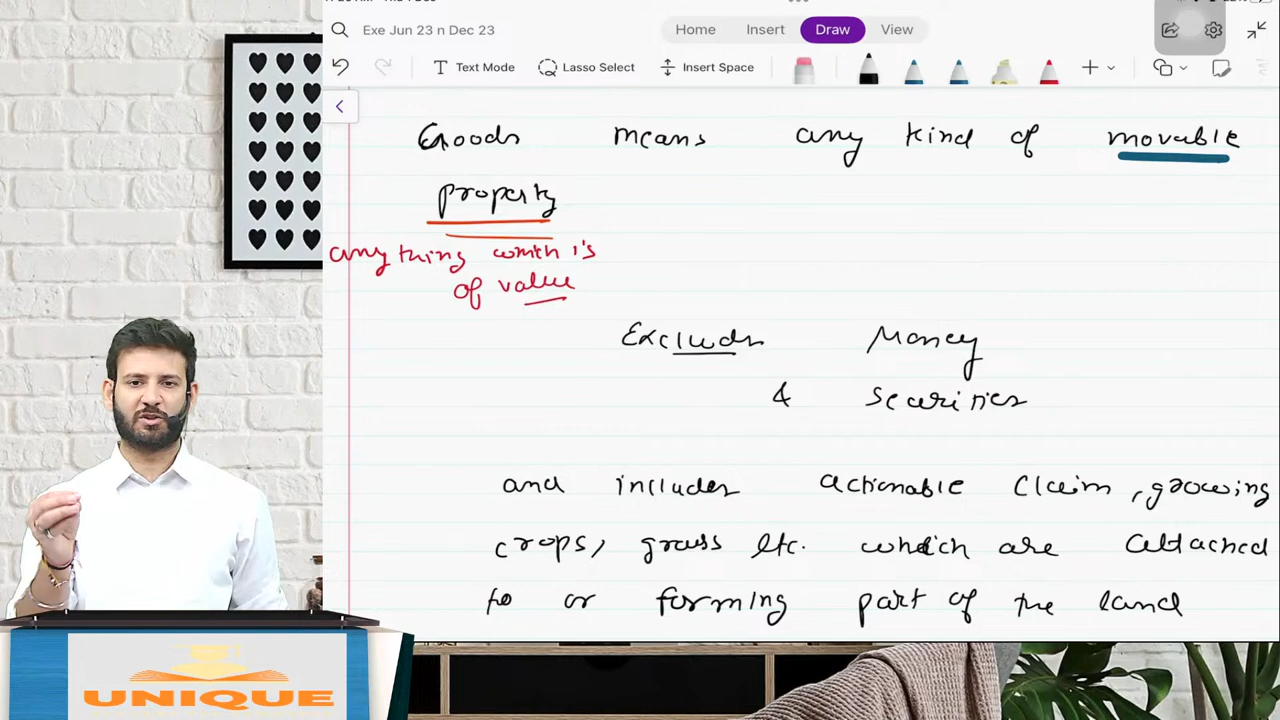 Exe Jun 23 n Dec 23
Home Insert Draw View
Text Mode Lasso Select Insert Space
Goods means any kind of movable
property
anything which is
of value
Excludes Money
& Securities
and includes actionable claim, growing
crops, grass etc. which are attached
to or forming part of the land
UNIQUE